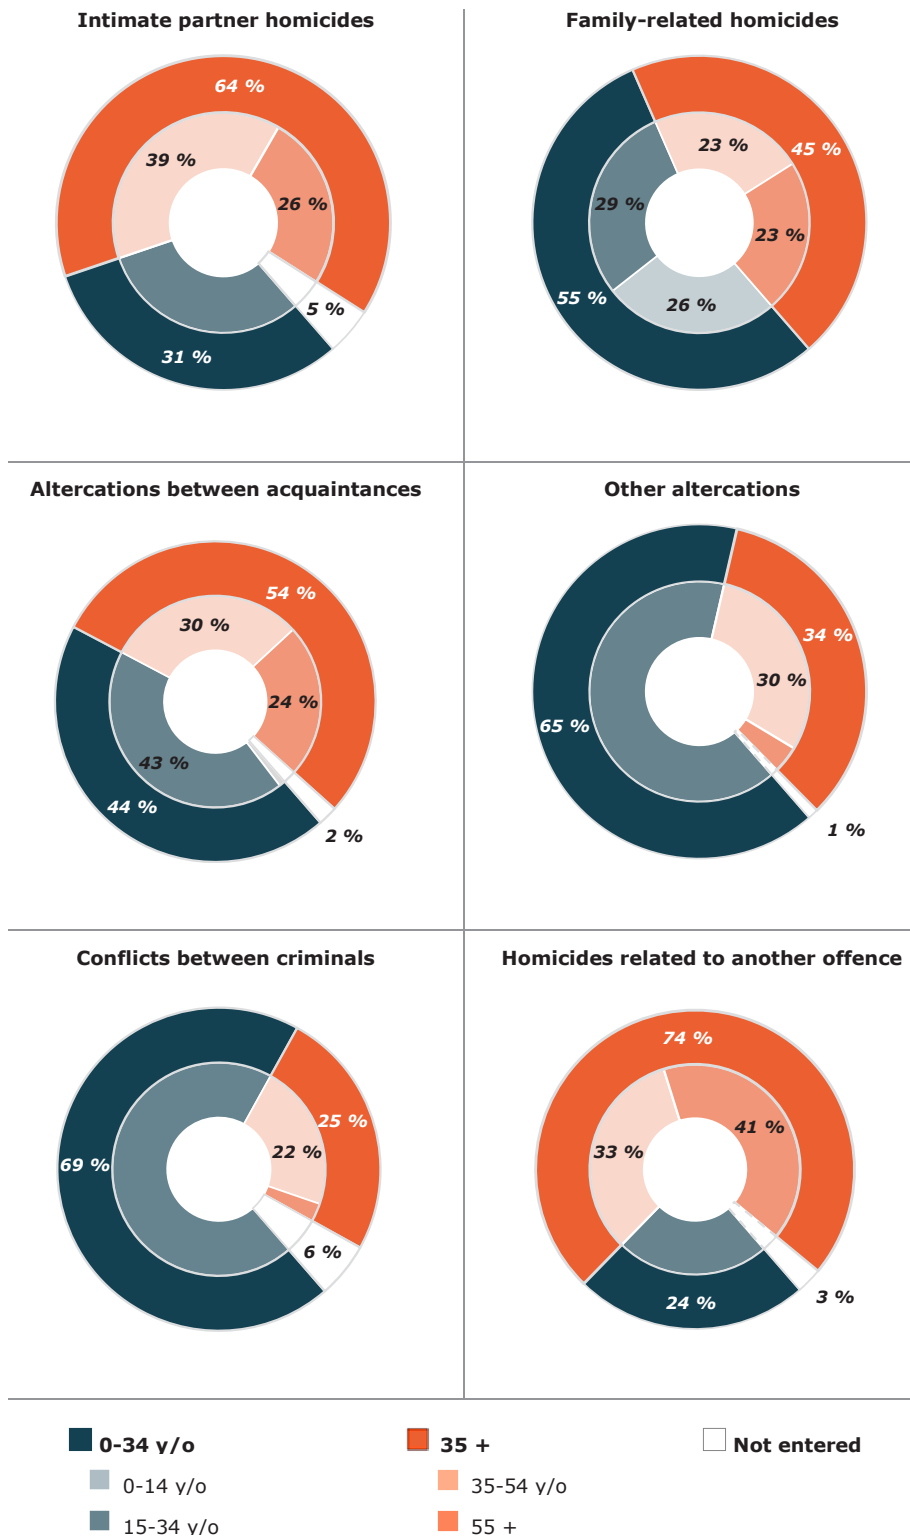 Intimate partner homicides
64 %
39 %
26 %
5 %
31 %
Family-related homicides
23 %
45 %
29 %
23 %
55 %
26 %
Altercations between acquaintances
54 %
30 %
24 %
43 %
44 %
2 %
Other altercations
34 %
30 %
65 %
1 %
Conflicts between criminals
25 %
22 %
69 %
6 %
Homicides related to another offence
74 %
41 %
33 %
3 %
24 %
0-34 y/o
35 +
Not entered
0-14 y/o
35-54 y/o
15-34 y/o
55 +